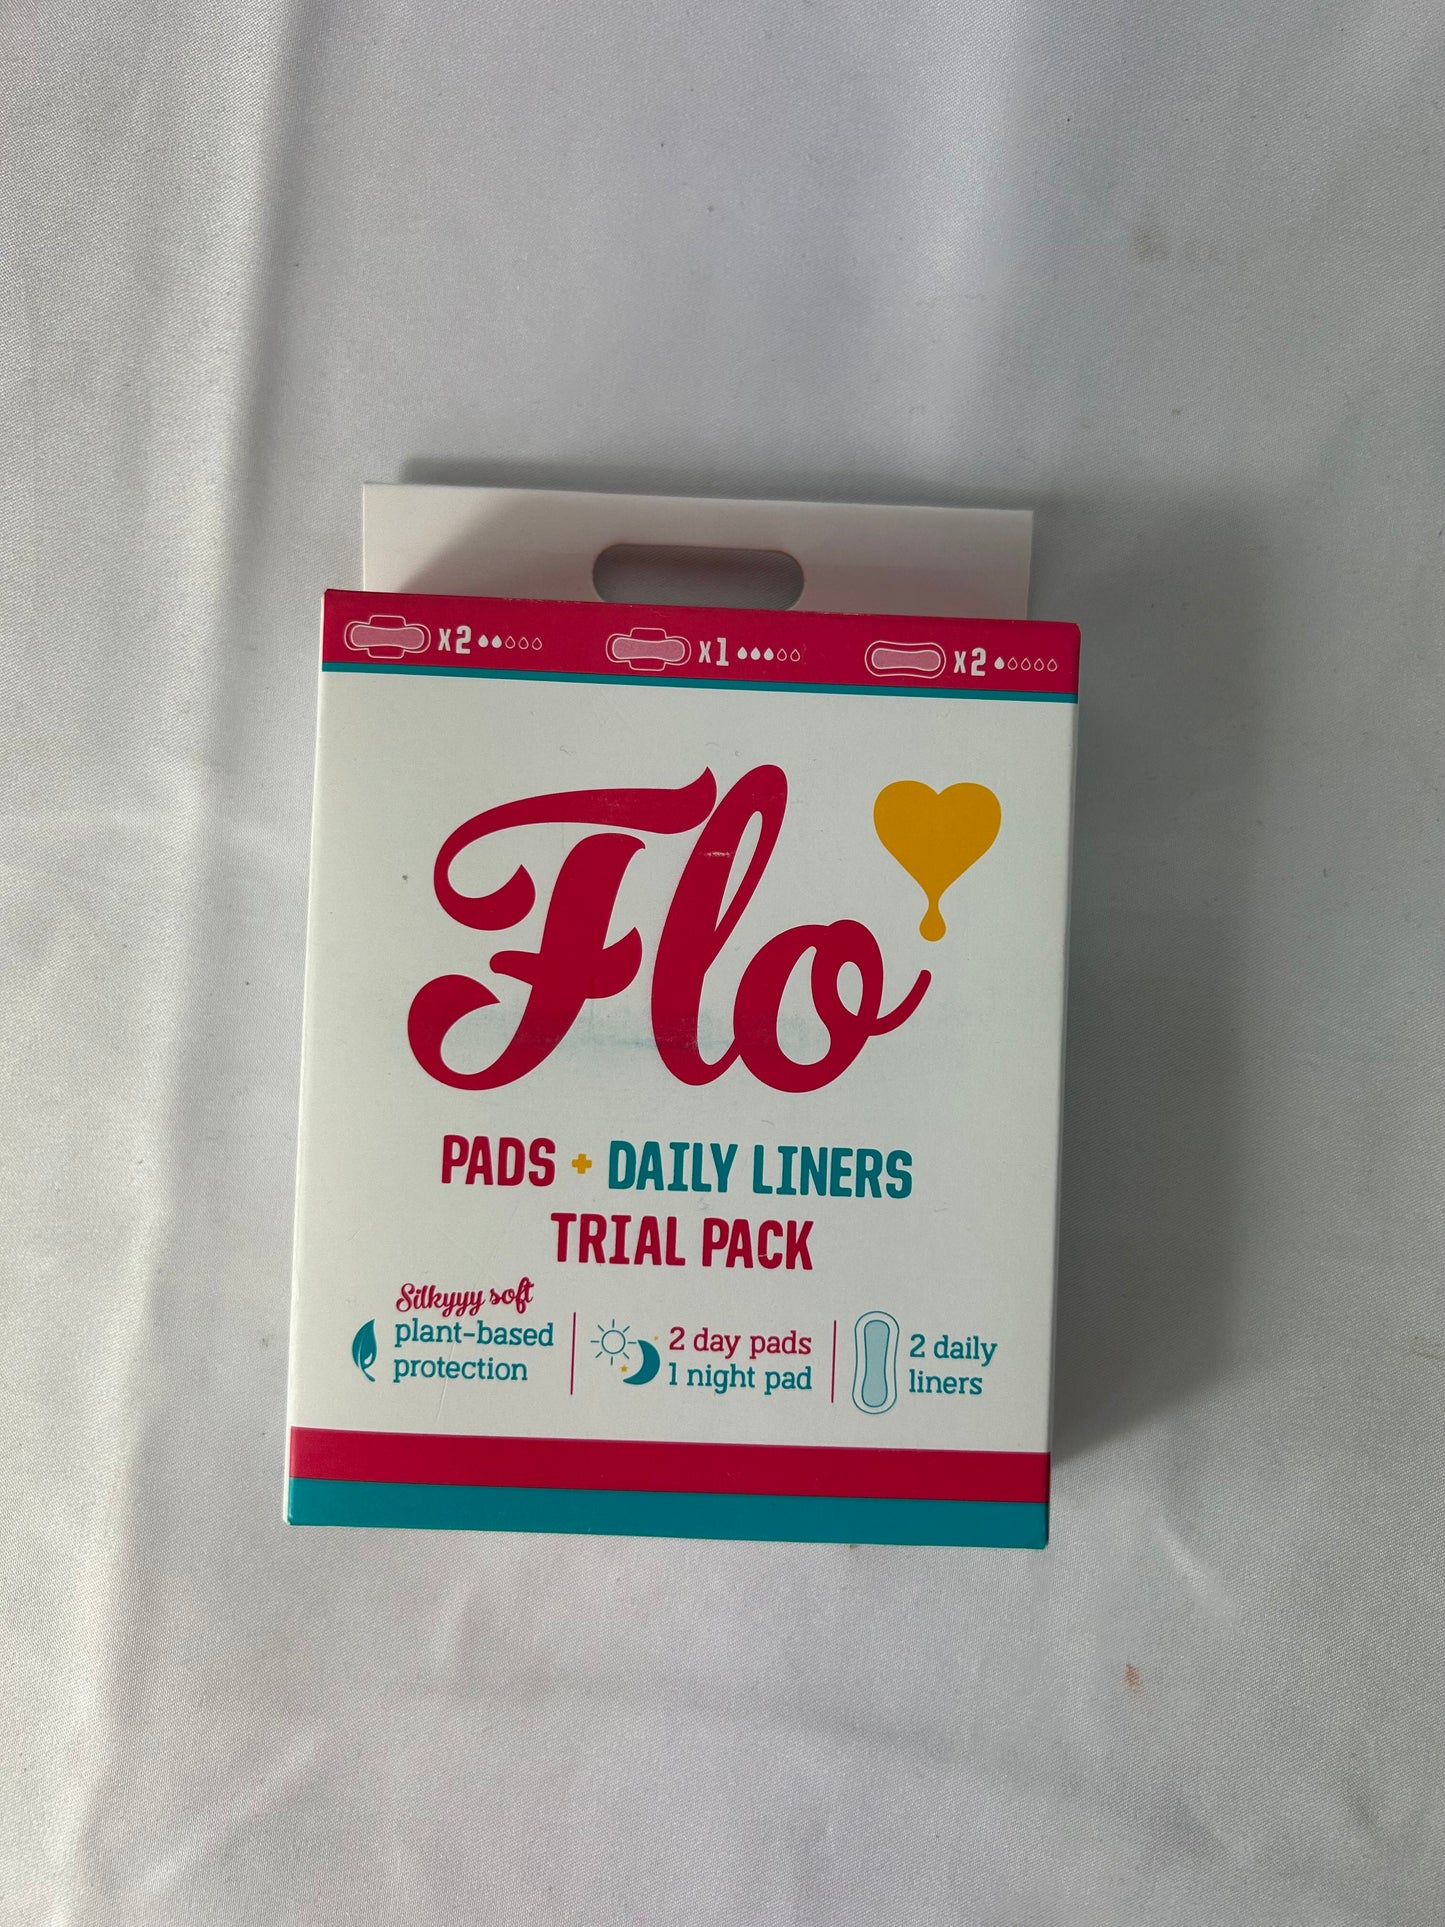 x2 x1 x2
Flo
PADS + DAILY LINERS
TRIAL PACK
Silkyyy soft
plant-based
protection
2 day pads
1 night pad
2 daily
liners